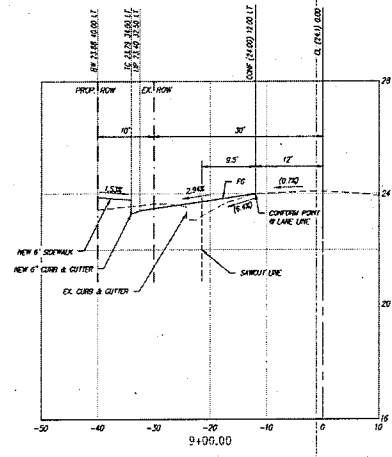 BW 23.88 40.00 LT
TC 23.79 34.00 LT
LIP 23.40 32.50 LT
CONF (24.00) 12.00 LT
CL (24.1) 0.00
PROP. ROW
EX. ROW
28
10'
30'
9.5'
12'
1.53%
2.94%
FG
(0.7%)
24
(6.4%)
CONFORM POINT
@ LANE LINE
NEW 6' SIDEWALK
NEW 6" CURB & GUTTER
EX. CURB & GUTTER
SAWCUT LINE
20
16
-50
-40
-30
-20
-10
0
10
9+00.00